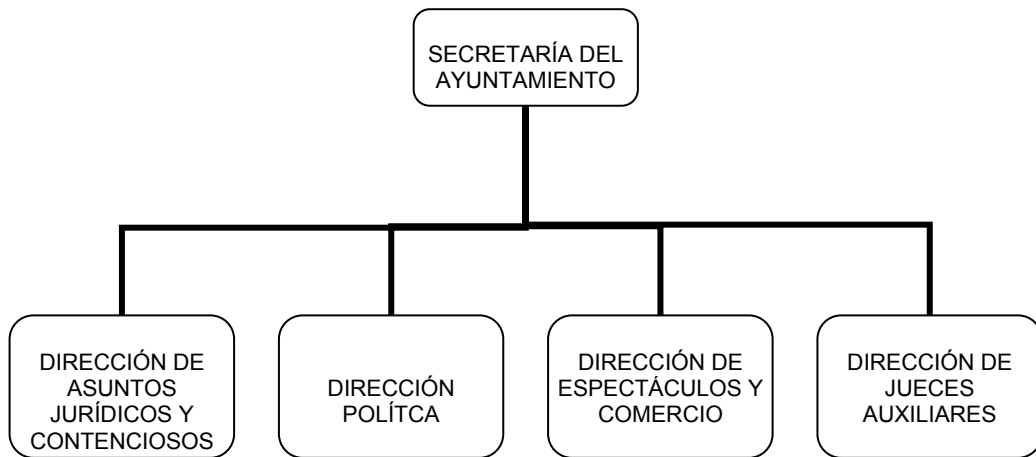 SECRETARÍA DEL
AYUNTAMIENTO
DIRECCIÓN DE
ASUNTOS
JURÍDICOS Y
CONTENCIOSOS
DIRECCIÓN
POLÍTCA
DIRECCIÓN DE
ESPECTÁCULOS Y
COMERCIO
DIRECCIÓN DE
JUECES
AUXILIARES